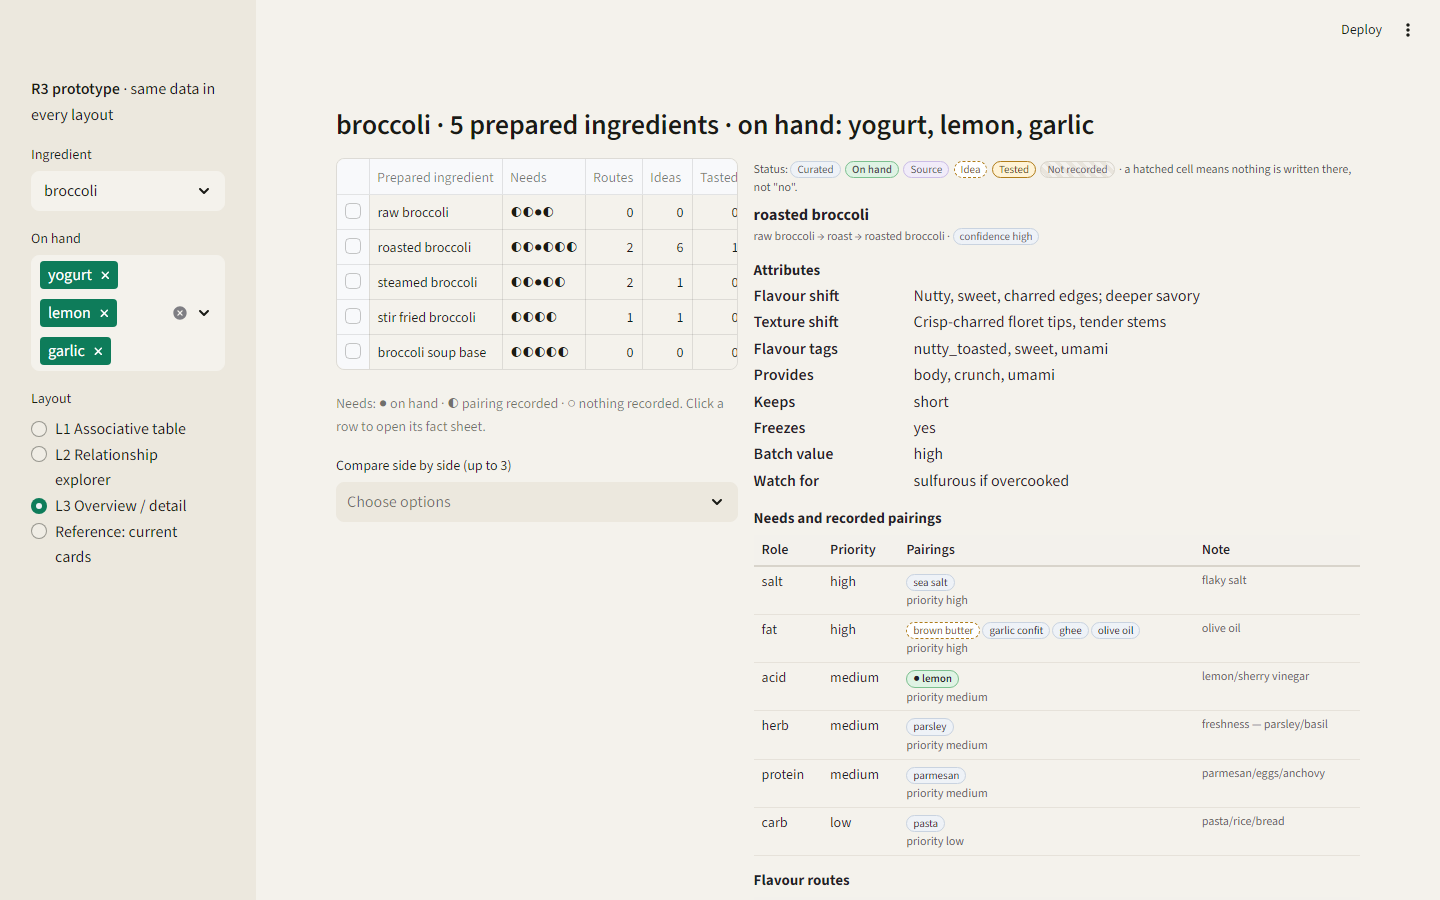 Deploy
R3 prototype · same data in
every layout
Ingredient
broccoli
On hand
yogurt ×
lemon ×
garlic ×
Layout
L1 Associative table
L2 Relationship
explorer
L3 Overview / detail
Reference: current
cards
broccoli · 5 prepared ingredients · on hand: yogurt, lemon, garlic
Prepared ingredient Needs Routes Ideas Tasted
raw broccoli ◐◐●◐ 0 0 0
roasted broccoli ◐◐●◐◐◐ 2 6 1
steamed broccoli ◐◐●◐◐ 2 1 0
stir fried broccoli ◐◐◐◐ 1 1 0
broccoli soup base ◐◐◐◐◐ 0 0 0
Needs: ● on hand · ◐ pairing recorded · ○ nothing recorded. Click a
row to open its fact sheet.
Compare side by side (up to 3)
Choose options
Status: Curated On hand Source Idea Tested Not recorded · a hatched cell means nothing is written there,
not "no".
roasted broccoli
raw broccoli → roast → roasted broccoli · confidence high
Attributes
Flavour shift Nutty, sweet, charred edges; deeper savory
Texture shift Crisp-charred floret tips, tender stems
Flavour tags nutty_toasted, sweet, umami
Provides body, crunch, umami
Keeps short
Freezes yes
Batch value high
Watch for sulfurous if overcooked
Needs and recorded pairings
Role Priority Pairings Note
salt high sea salt flaky salt
priority high
fat high brown butter garlic confit ghee olive oil olive oil
priority high
acid medium ● lemon lemon/sherry vinegar
priority medium
herb medium parsley freshness — parsley/basil
priority medium
protein medium parmesan parmesan/eggs/anchovy
priority medium
carb low pasta pasta/rice/bread
priority low
Flavour routes